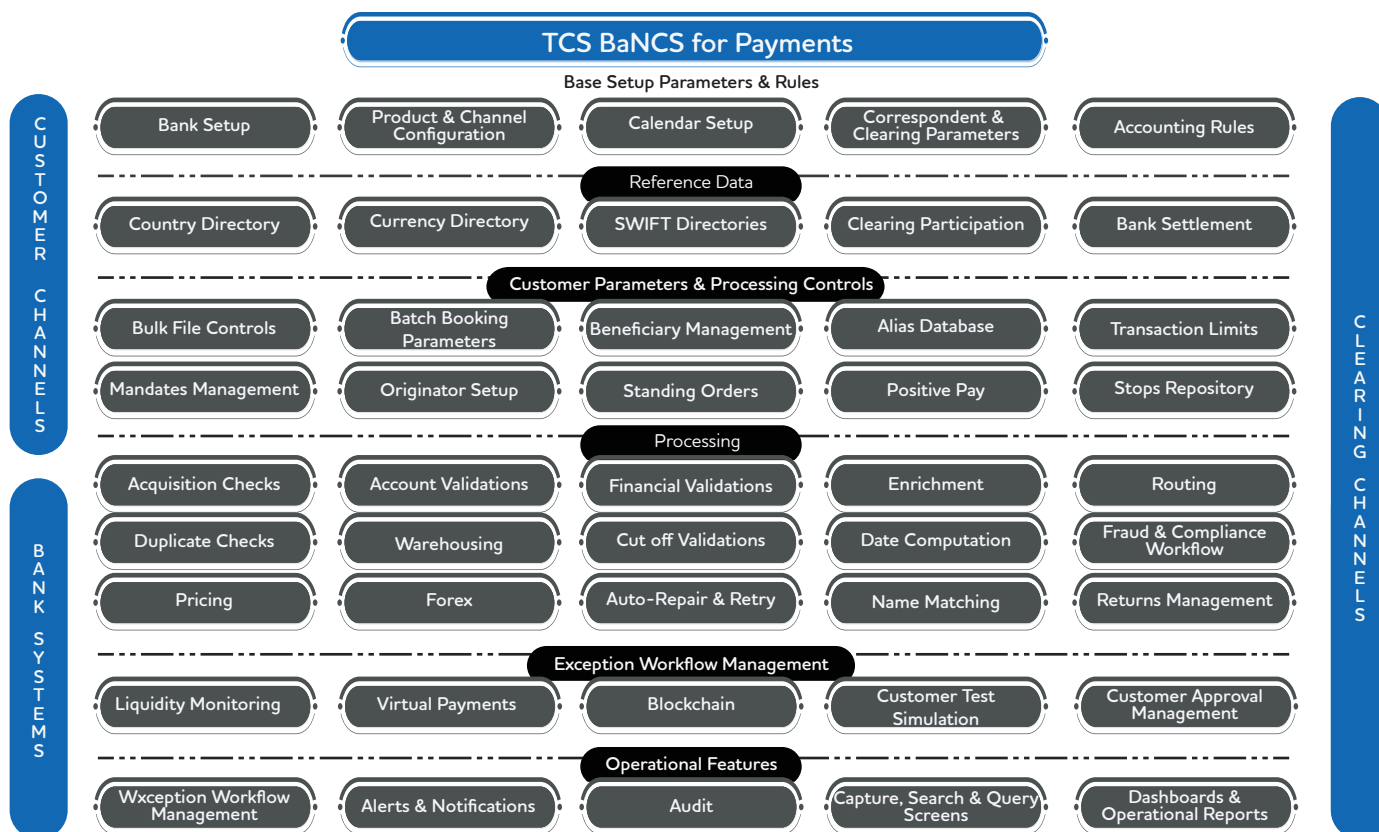 TCS BaNCS for Payments
Base Setup Parameters & Rules
CUSTOMER CHANNELS
Bank Setup
Product & Channel
Configuration
Calendar Setup
Correspondent &
Clearing Parameters
Accounting Rules
Reference Data
Country Directory
Currency Directory
SWIFT Directories
Clearing Participation
Bank Settlement
Customer Parameters & Processing Controls
Bulk File Controls
Batch Booking
Parameters
Beneficiary Management
Alias Database
Transaction Limits
Mandates Management
Originator Setup
Standing Orders
Positive Pay
Stops Repository
Processing
BANK SYSTEMS
Acquisition Checks
Account Validations
Financial Validations
Enrichment
Routing
Duplicate Checks
Warehousing
Cut off Validations
Date Computation
Fraud & Compliance
Workflow
Pricing
Forex
Auto-Repair & Retry
Name Matching
Returns Management
Exception Workflow Management
Liquidity Monitoring
Virtual Payments
Blockchain
Customer Test
Simulation
Customer Approval
Management
Operational Features
Wxception Workflow
Management
Alerts & Notifications
Audit
Capture, Search & Query
Screens
Dashboards &
Operational Reports
CLEARING CHANNELS